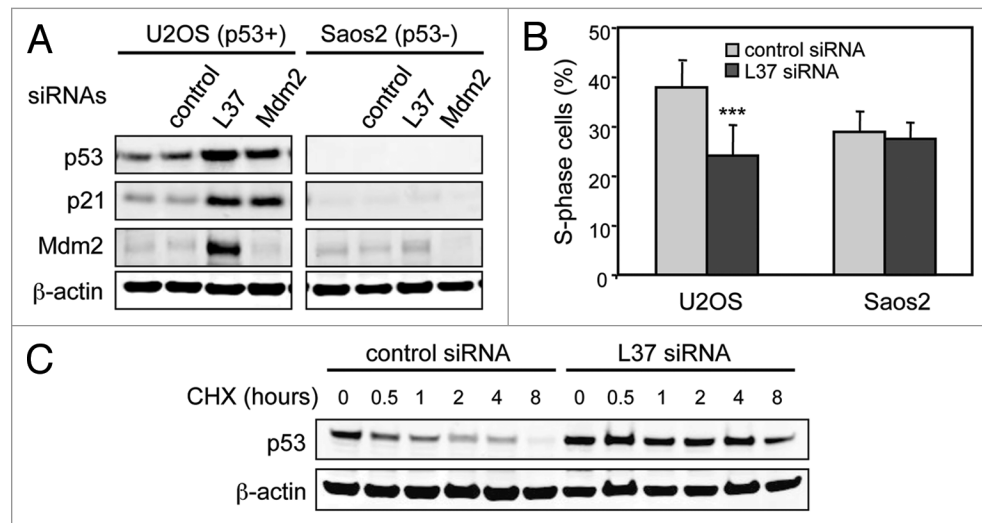 A
U2OS (p53+) Saos2 (p53-)
siRNAs control L37 Mdm2 control L37 Mdm2
p53
p21
Mdm2
β-actin
B
50
40
30
20
10
0
S-phase cells (%)
control siRNA
L37 siRNA
***
U2OS Saos2
C
control siRNA L37 siRNA
CHX (hours) 0 0.5 1 2 4 8 0 0.5 1 2 4 8
p53
β-actin